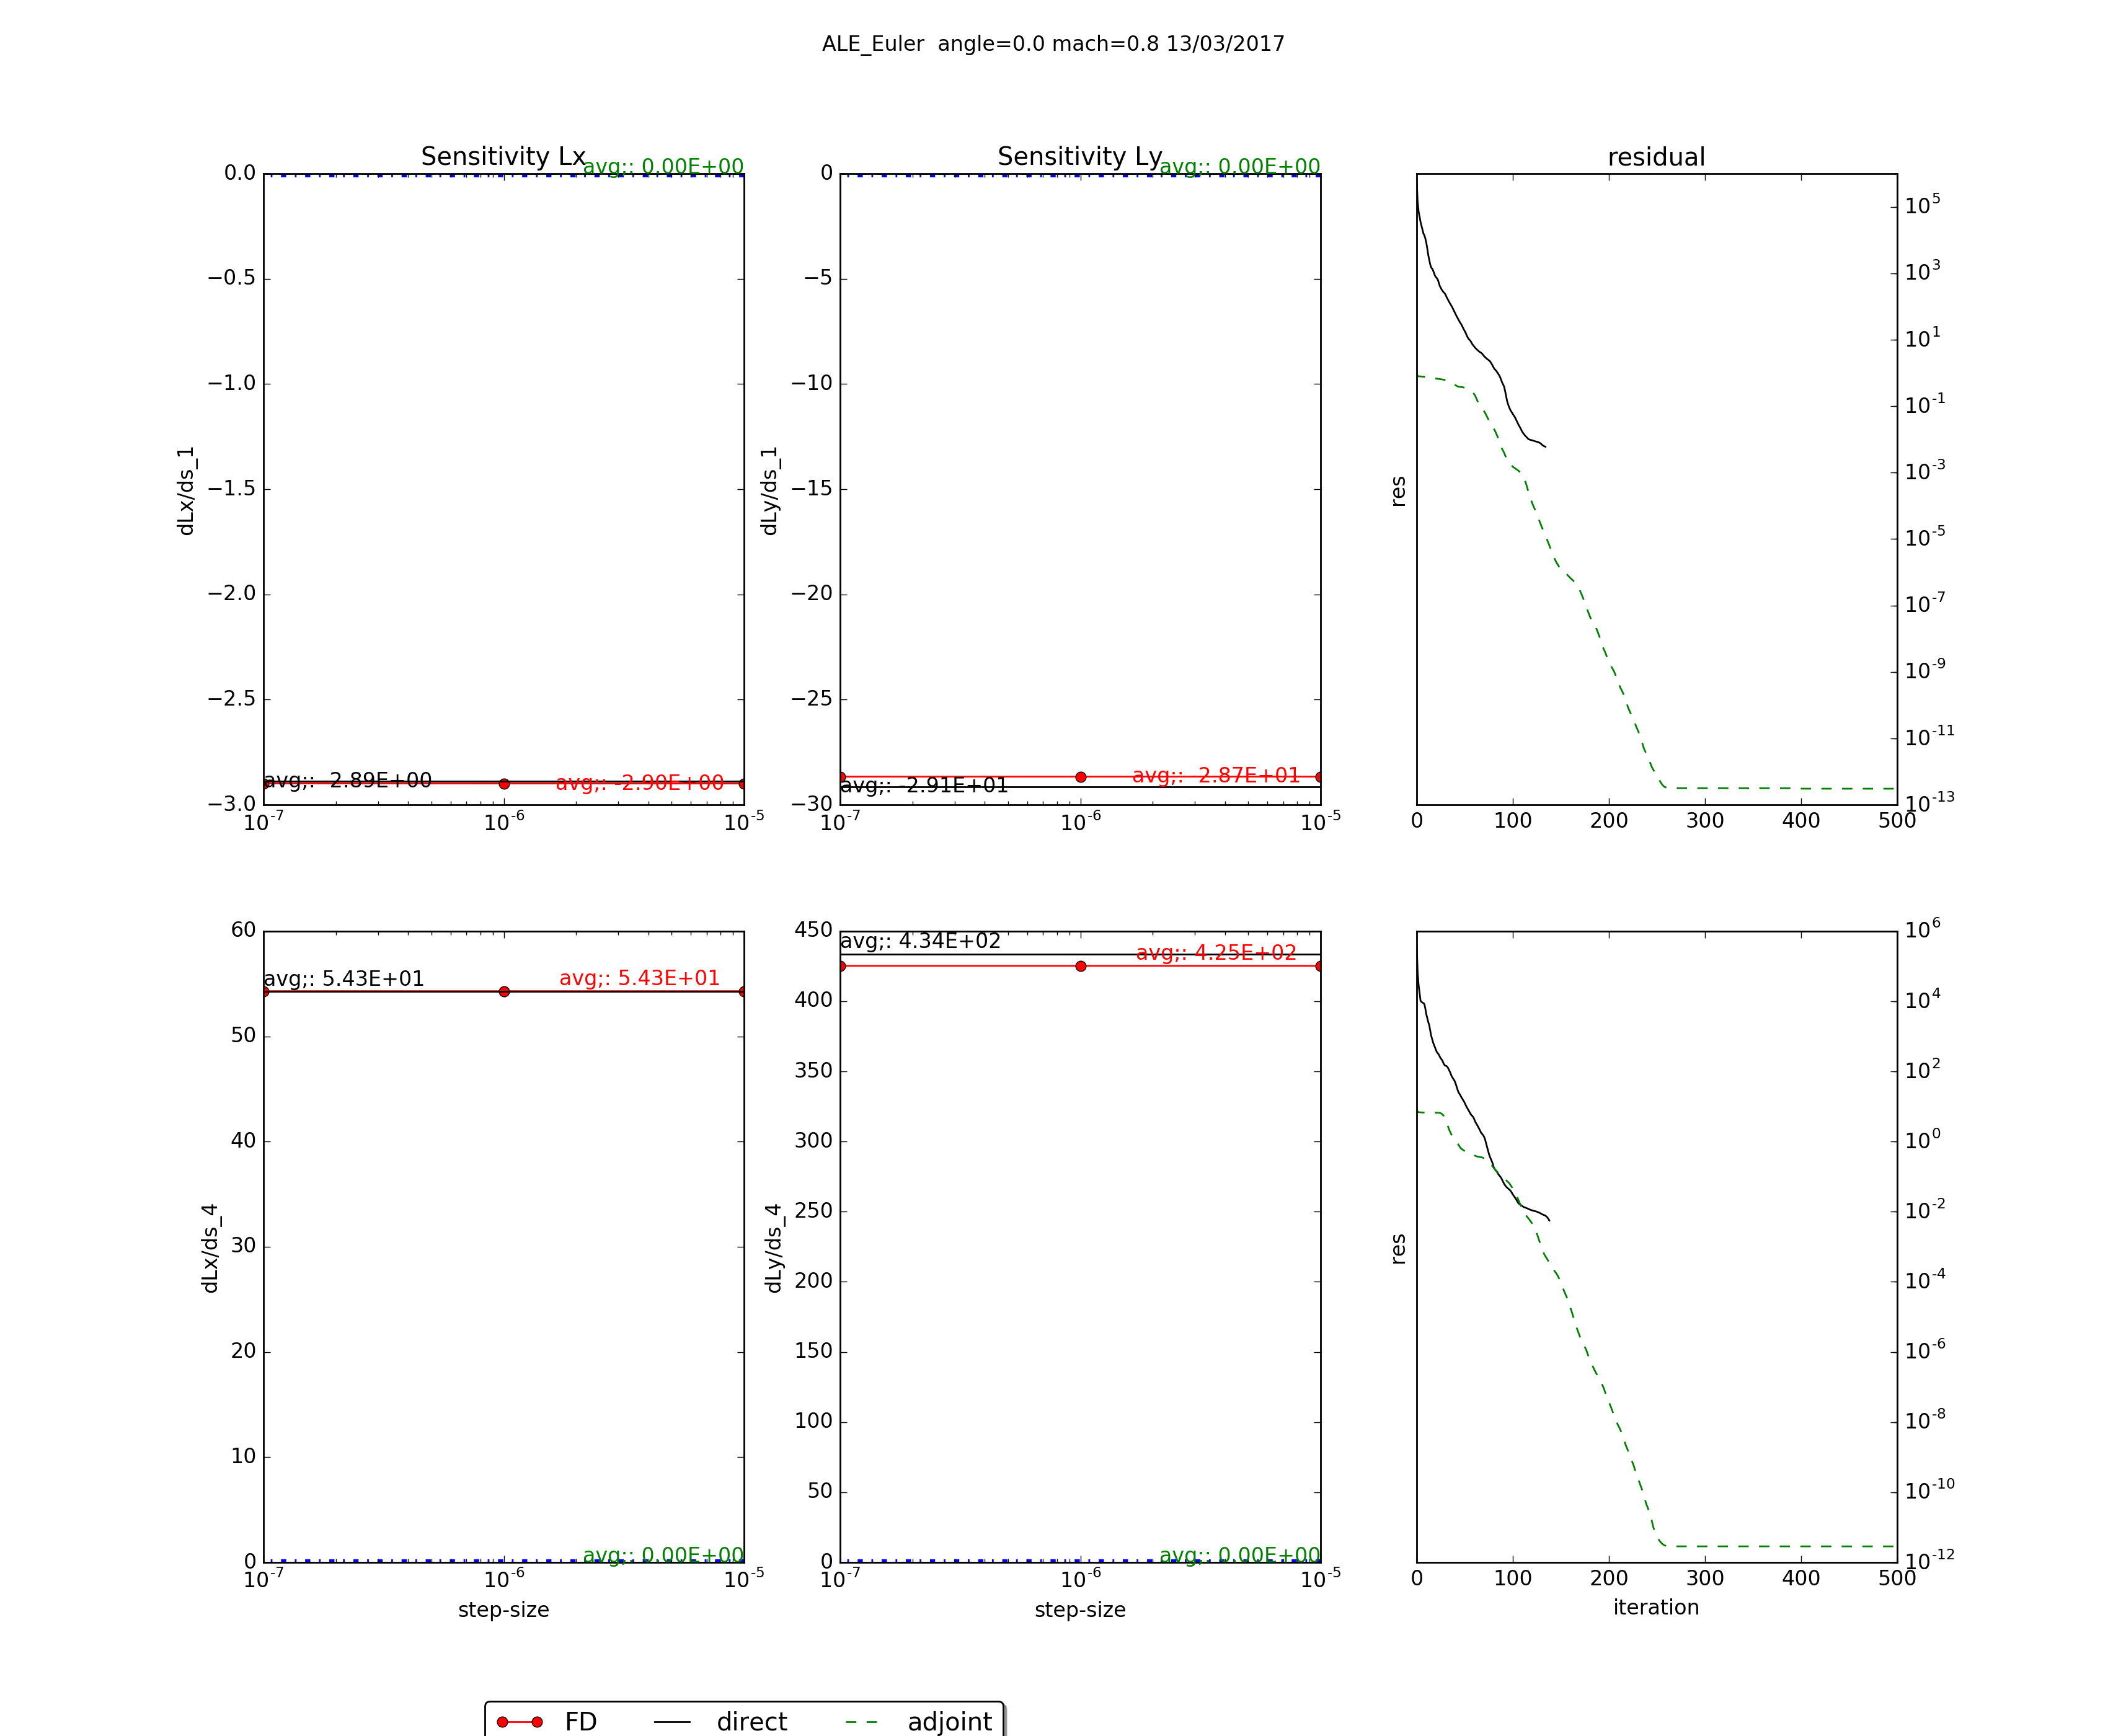 ALE_Euler  angle=0.0 mach=0.8 13/03/2017
Sensitivity Lx
avg;: 0.00E+00
0.0
−0.5
−1.0
−1.5
−2.0
−2.5
−3.0
dLx/ds_1
avg;: -2.89E+00
avg;: -2.90E+00
10^-7
10^-6
10^-5
Sensitivity Ly
avg;: 0.00E+00
0
−5
−10
−15
−20
−25
−30
dLy/ds_1
avg;: -2.91E+01
avg;: -2.87E+01
10^-7
10^-6
10^-5
residual
res
10^5
10^3
10^1
10^-1
10^-3
10^-5
10^-7
10^-9
10^-11
10^-13
0 100 200 300 400 500
60
50
40
30
20
10
0
dLx/ds_4
avg;: 5.43E+01
avg;: 5.43E+01
avg;: 0.00E+00
10^-7
10^-6
10^-5
step-size
450
400
350
300
250
200
150
100
50
0
dLy/ds_4
avg;: 4.34E+02
avg;: 4.25E+02
avg;: 0.00E+00
10^-7
10^-6
10^-5
step-size
res
10^6
10^4
10^2
10^0
10^-2
10^-4
10^-6
10^-8
10^-10
10^-12
0 100 200 300 400 500
iteration
FD direct adjoint